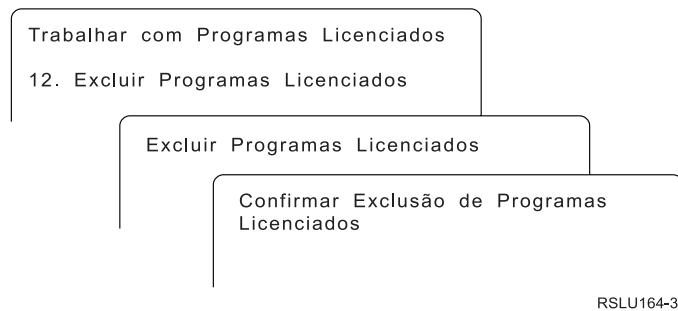 Trabalhar com Programas Licenciados
12. Excluir Programas Licenciados
Excluir Programas Licenciados
Confirmar Exclusão de Programas
Licenciados
RSLU164-3